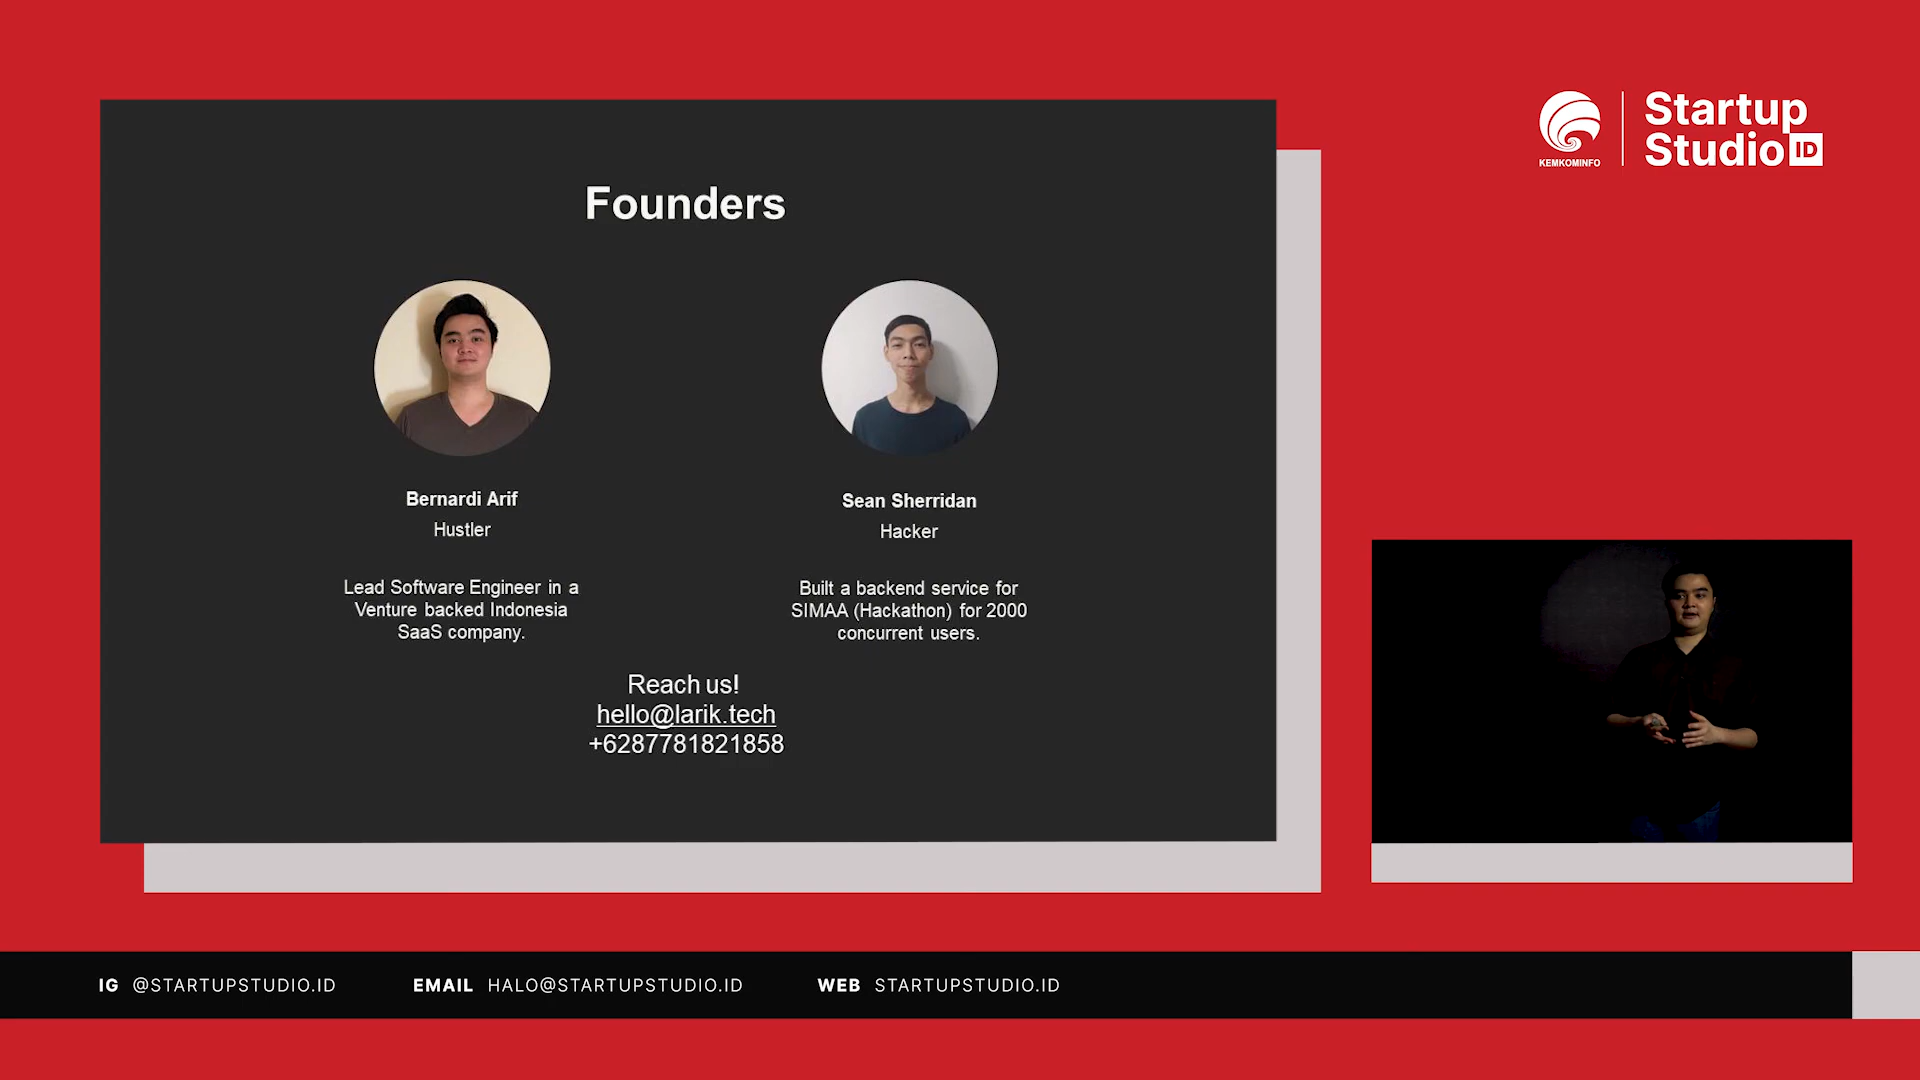 KEMKOMINFO
Startup
Studio ID
Founders
Bernardi Arif
Hustler
Lead Software Engineer in a
Venture backed Indonesia
SaaS company.
Sean Sherridan
Hacker
Built a backend service for
SIMAA (Hackathon) for 2000
concurrent users.
Reach us!
hello@larik.tech
+6287781821858
IG @STARTUPSTUDIO.ID EMAIL HALO@STARTUPSTUDIO.ID WEB STARTUPSTUDIO.ID